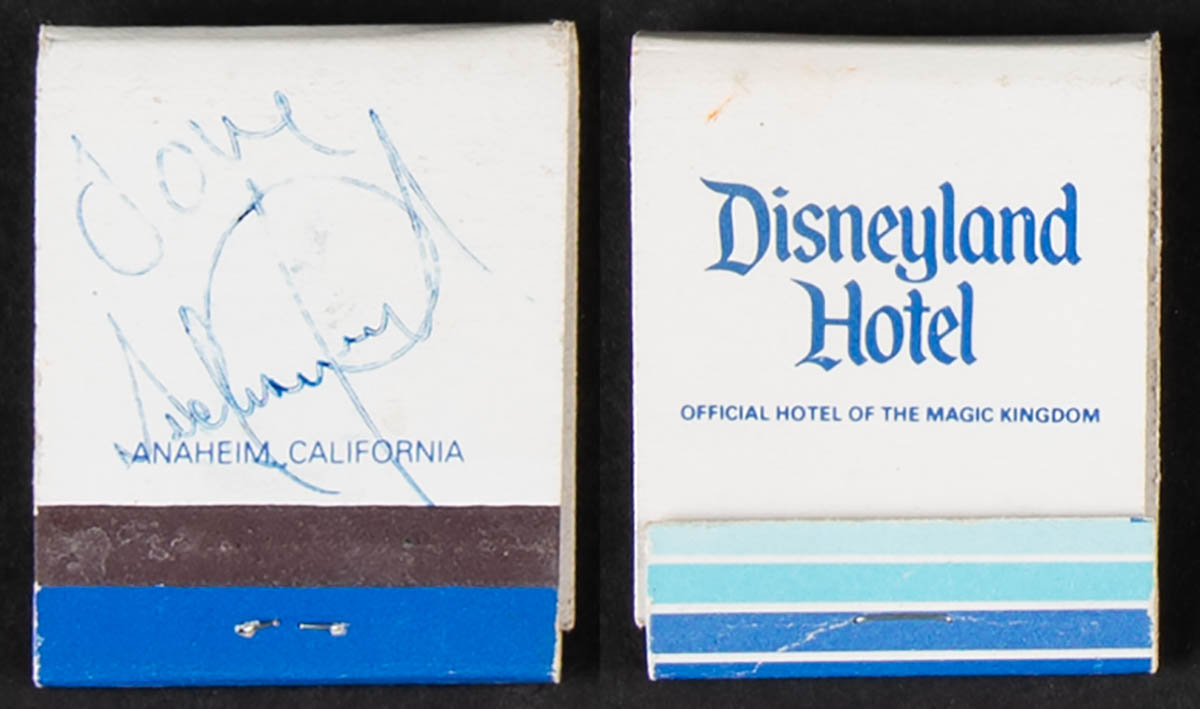 Love
ANAHEIM, CALIFORNIA
Disneyland
Hotel
OFFICIAL HOTEL OF THE MAGIC KINGDOM